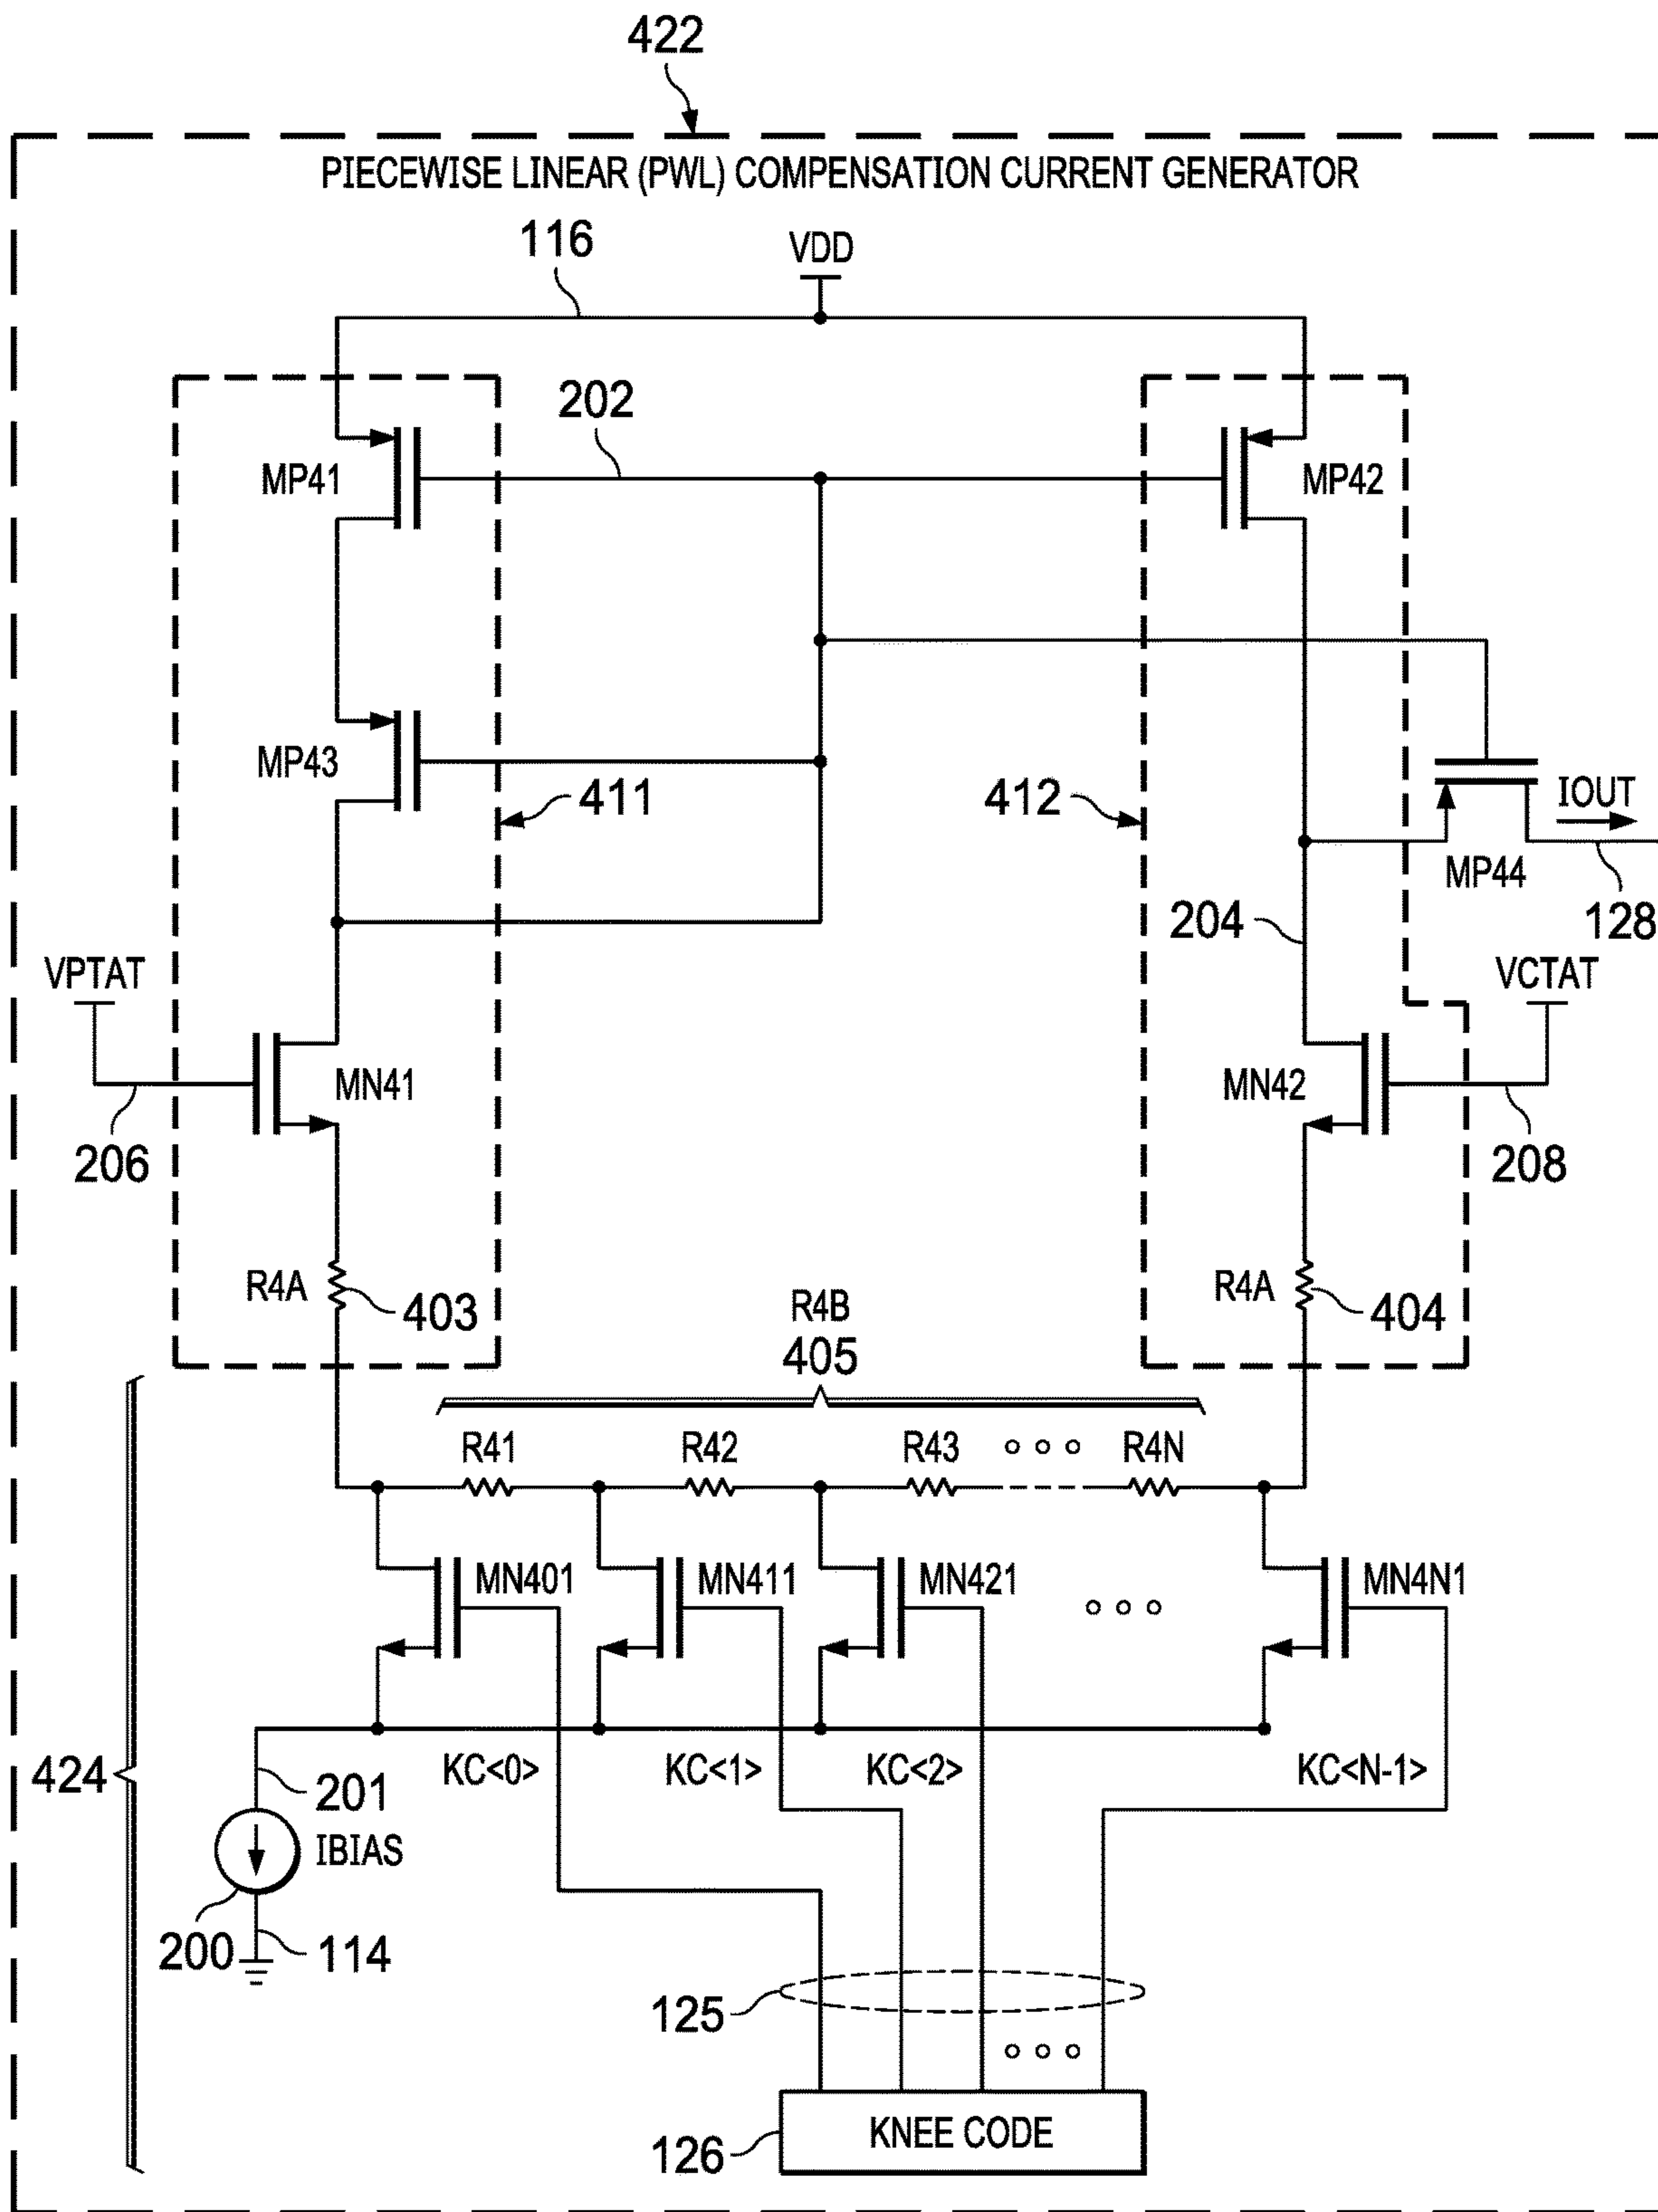 422
PIECEWISE LINEAR (PWL) COMPENSATION CURRENT GENERATOR
116
VDD
202
MP41
MP42
MP43
411
412
IOUT
MP44
204
128
VPTAT
VCTAT
MN41
MN42
206
208
R4A
403
R4B
R4A
404
405
R41
R42
R43
R4N
MN401
MN411
MN421
MN4N1
424
201
KC<0>
KC<1>
KC<2>
KC<N-1>
IBIAS
200
114
125
126
KNEE CODE